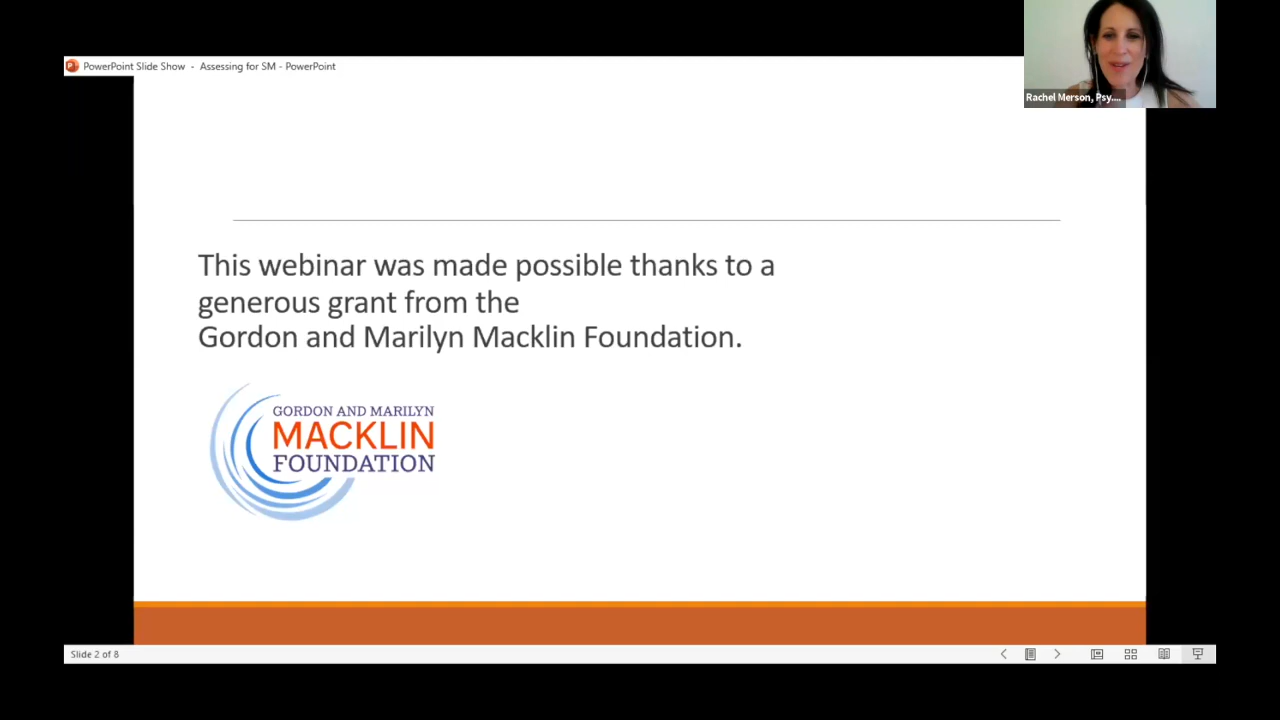 PowerPoint Slide Show - Assessing for SM - PowerPoint
Rachel Merson, Psy....
This webinar was made possible thanks to a
generous grant from the
Gordon and Marilyn Macklin Foundation.
GORDON AND MARILYN
MACKLIN
FOUNDATION
Slide 2 of 8